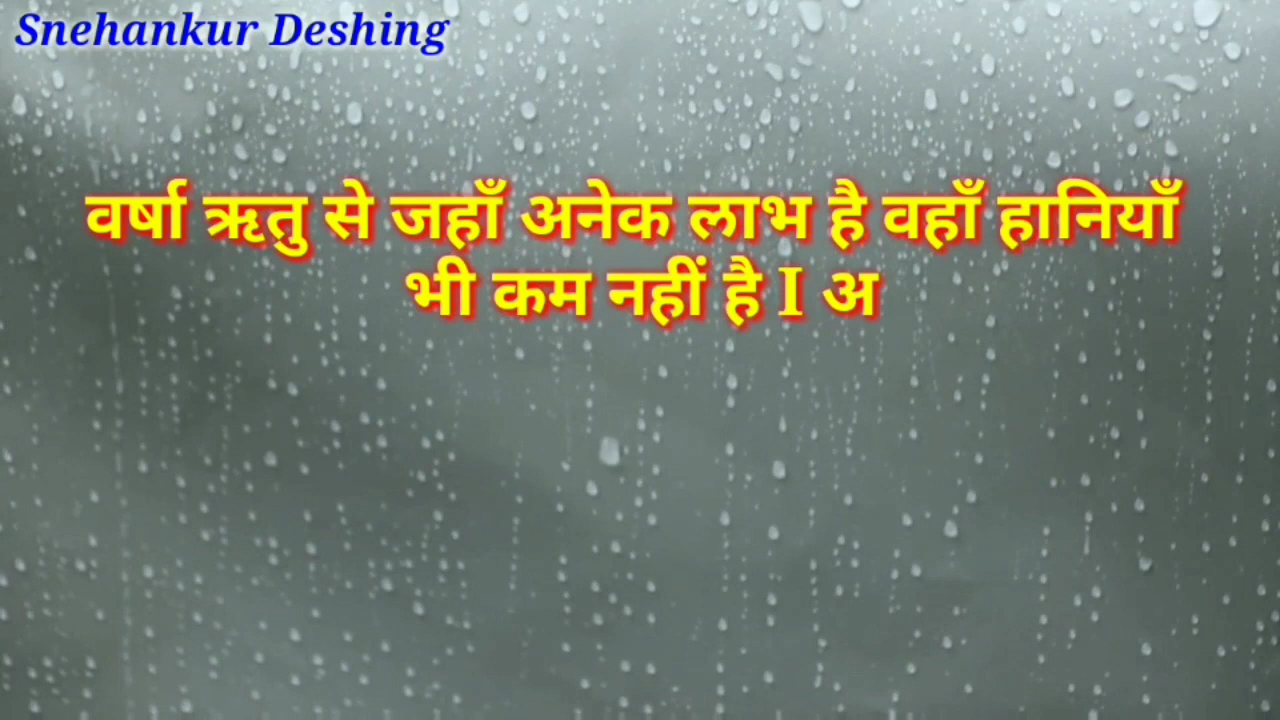 Snehankur Deshing
वर्षा ऋतु से जहाँ अनेक लाभ है वहाँ हानियाँ
भी कम नहीं है I अ